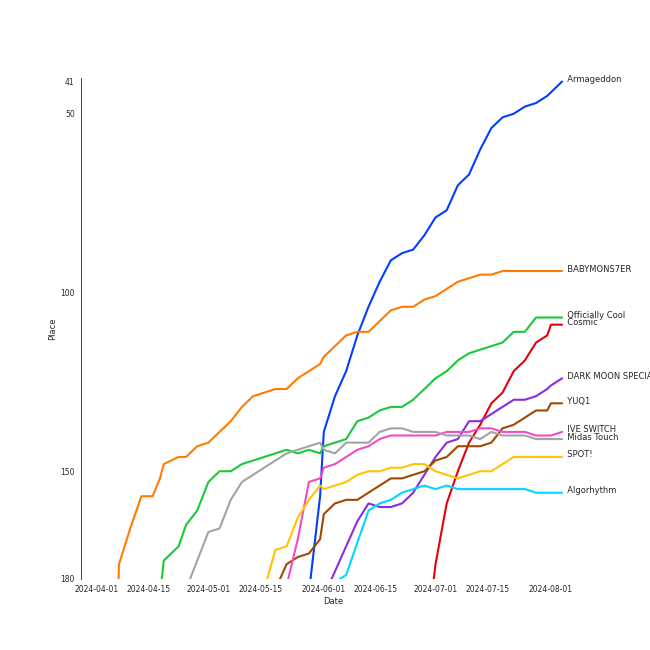 41
50
100
150
180
Place
Armageddon
BABYMONS7ER
Officially Cool
Cosmic
DARK MOON SPECIA
YUQ1
IVE SWITCH
Midas Touch
SPOT!
Algorhythm
2024-04-01
2024-04-15
2024-05-01
2024-05-15
2024-06-01
2024-06-15
2024-07-01
2024-07-15
2024-08-01
Date